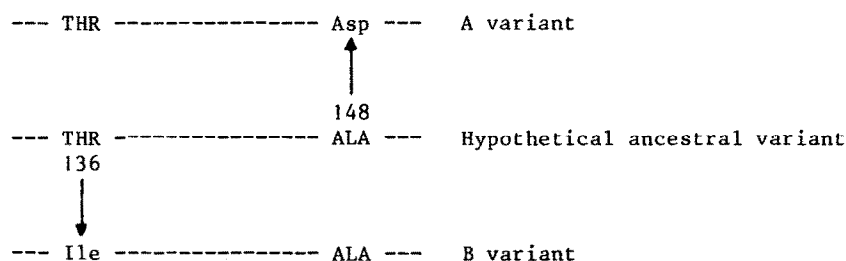 --- THR ---------------- Asp --- A variant
148
--- THR ---------------- ALA --- Hypothetical ancestral variant
136
--- Ile ---------------- ALA --- B variant